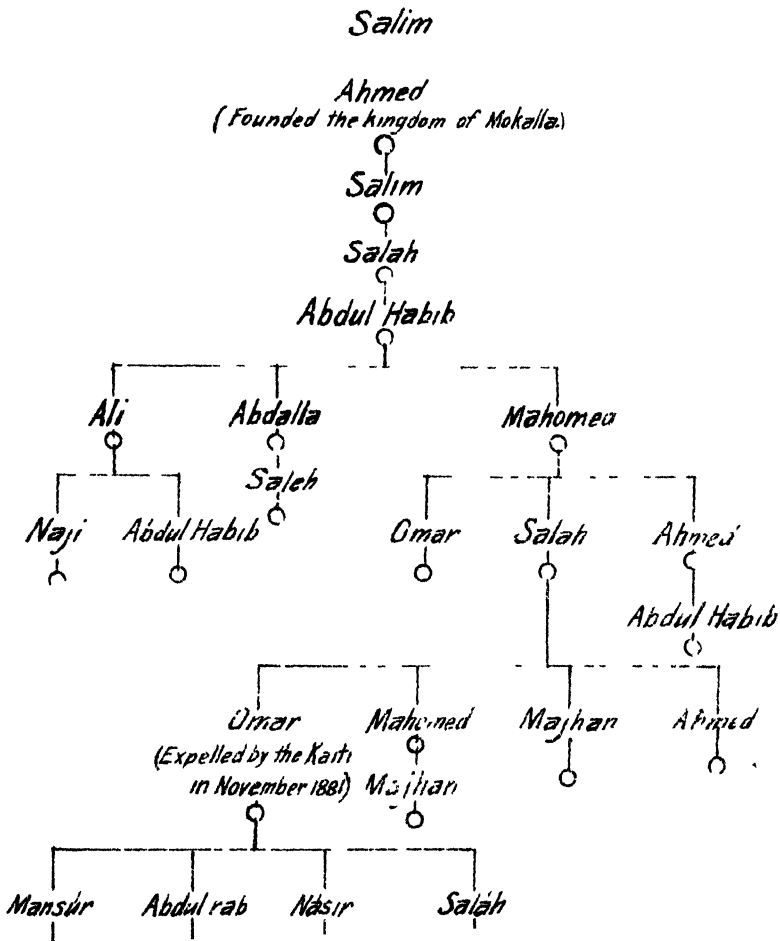 Salim
Ahmed
(Founded the kingdom of Mokalla.)
Salim
Salah
Abdul Habib
Ali Abdalla Mahomed
Saleh
Naji Abdul Habib Omar Salah Ahmed
Abdul Habib
Omar Mahomed Majhan Ahmed
(Expelled by the Kaiti
in November 1881) Majhan
Mansúr Abdul rab Násir Saláh